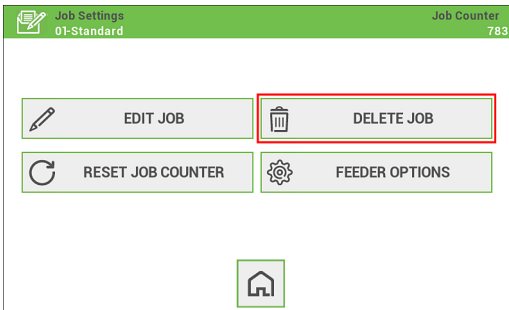 Job Settings
Job Counter
01-Standard
783
EDIT JOB
DELETE JOB
RESET JOB COUNTER
FEEDER OPTIONS